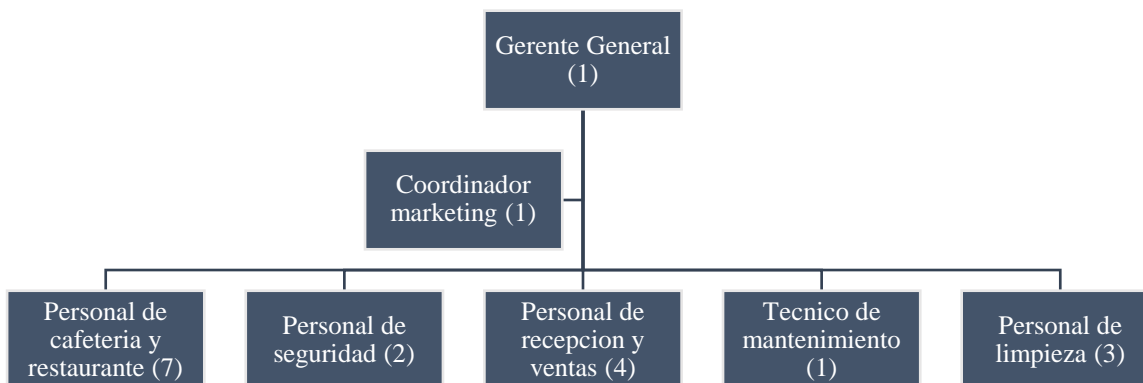 Gerente General
(1)
Coordinador
marketing (1)
Personal de
cafeteria y
restaurante (7)
Personal de
seguridad (2)
Personal de
recepcion y
ventas (4)
Tecnico de
mantenimiento
(1)
Personal de
limpieza (3)